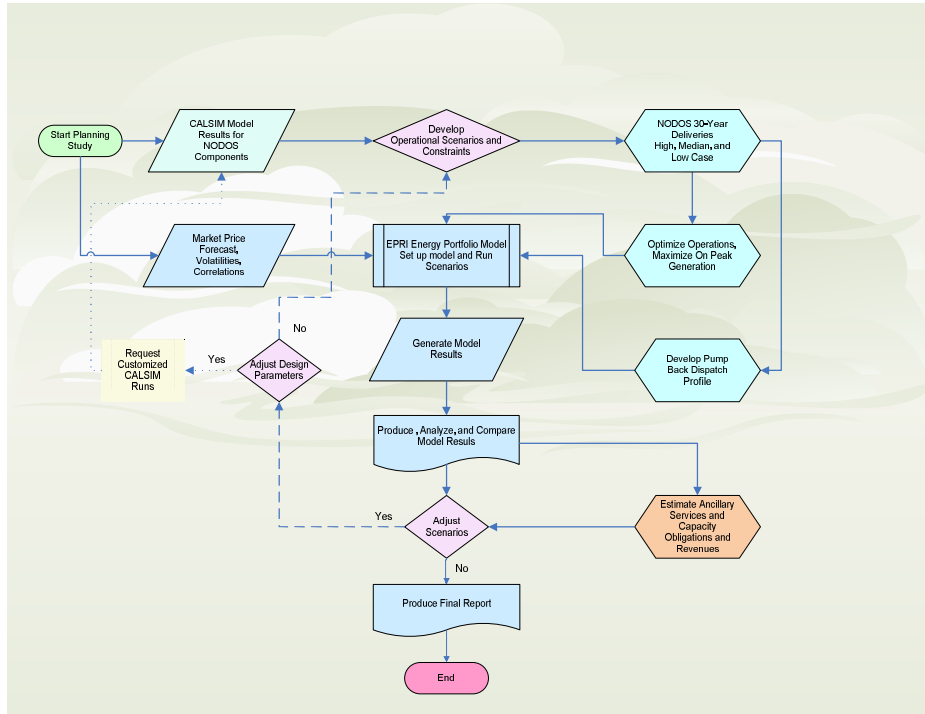 Start Planning
Study
CALSIM Model
Results for
NODOS
Components
Develop
Operational Scenarios and
Constraints
NODOS 30-Year
Deliveries
High, Median, and
Low Case
Market Price
Forecast,
Volatilities,
Correlations
EPRI Energy Portfolio Model
Set up model and Run
Scenarios
Optimize Operations,
Maximize On Peak
Generation
No
Generate Model
Results
Request
Customized
CALSIM
Runs
Yes
Adjust Design
Parameters
Develop Pump
Back Dispatch
Profile
Produce , Analyze, and Compare
Model Resuls
Yes
Adjust
Scenarios
Estimate Ancillary
Services and
Capacity
Obligations and
Revenues
No
Produce Final Report
End